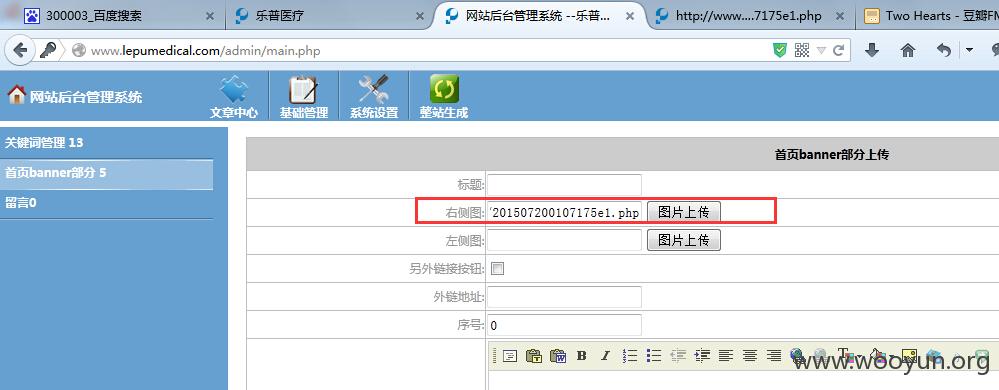 300003_百度搜索
乐普医疗
网站后台管理系统 --乐普...
http://www....7175e1.php
Two Hearts - 豆瓣FM
www.lepumedical.com/admin/main.php
网站后台管理系统
文章中心
基础管理
系统设置
整站生成
关键词管理 13
首页banner部分 5
留言0
首页banner部分上传
标题:
右侧图: 201507200107175e1.php 图片上传
左侧图: 图片上传
另外链接按钮:
外链地址:
序号: 0
www.wooyun.org